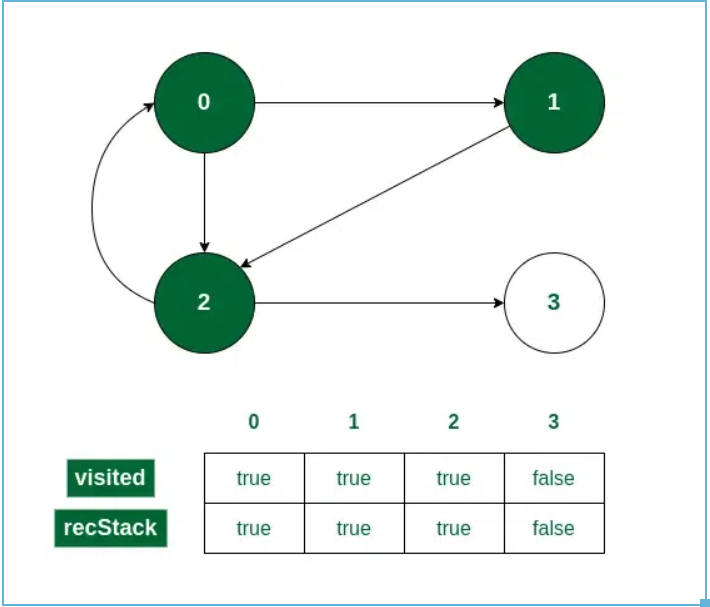 0 1
2 3
0 1 2 3
visited true true true false
recStack true true true false